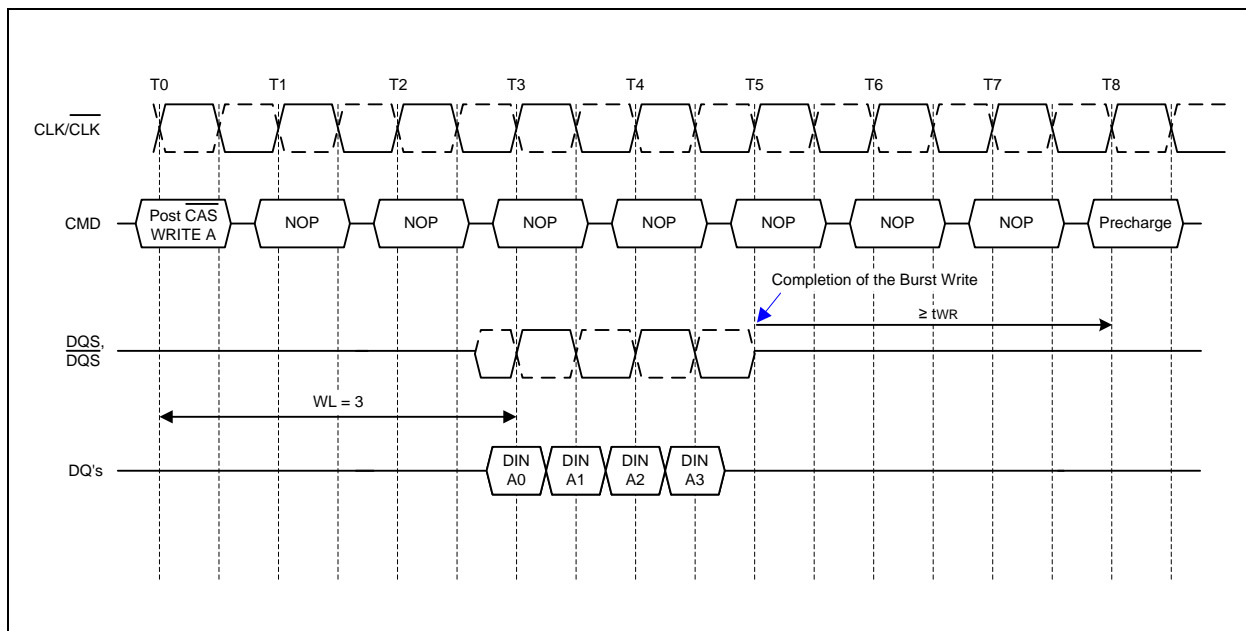 T0 T1 T2 T3 T4 T5 T6 T7 T8
CLK/CLK
CMD
Post CAS
WRITE A
NOP NOP NOP NOP NOP NOP NOP Precharge
Completion of the Burst Write
≥ tWR
DQS,
DQS
WL = 3
DQ's
DIN DIN DIN DIN
A0 A1 A2 A3